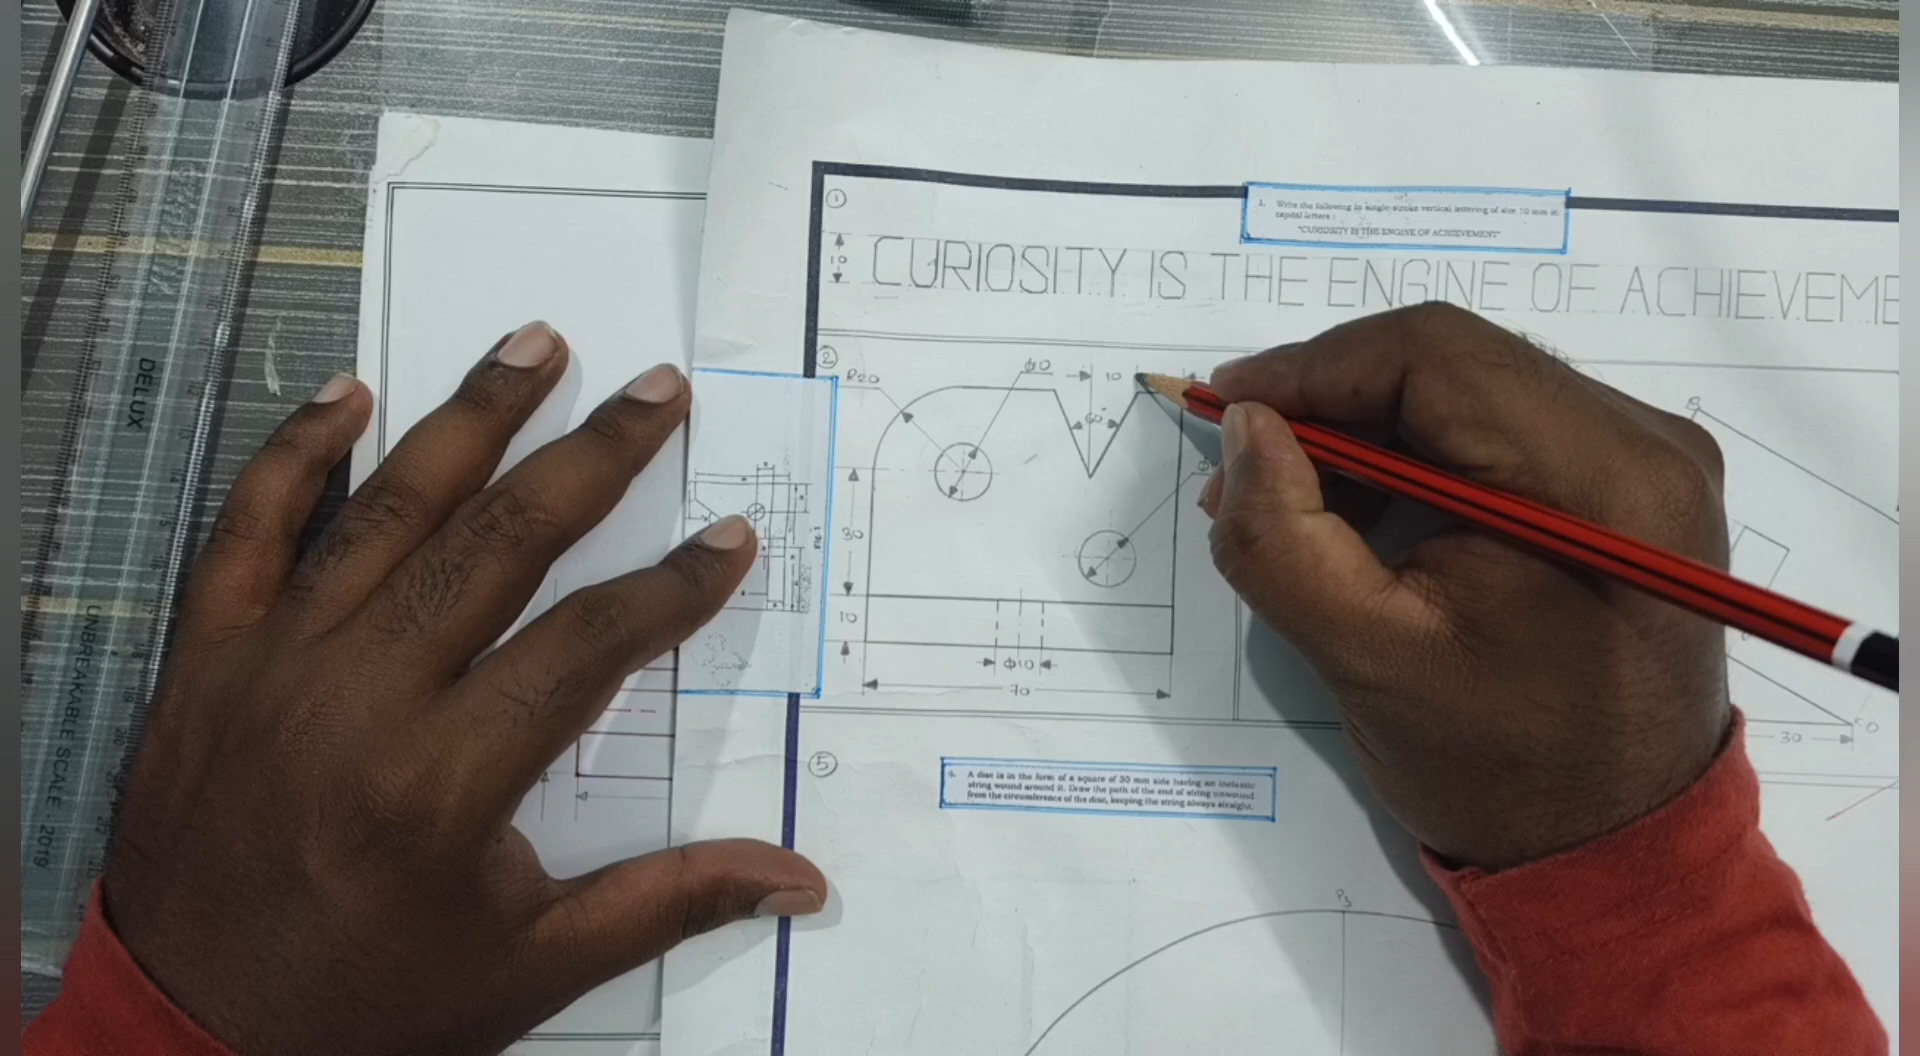 1
1. Write the following in single stroke vertical lettering of size 10 mm in
capital letters :
"CURIOSITY IS THE ENGINE OF ACHIEVEMENT"
10
CURIOSITY IS THE ENGINE OF ACHIEVEME
2
R20
ϕ10
10
60°
30
10
ϕ10
70
B
C D
30
5
A disc is in the form of a square of 30 mm side having an inelastic
string wound around it. Draw the path of the end of string unwound
from the circumference of the disc, keeping the string always straight.
P3
DELUX
UNBREAKABLE SCALE - 2019